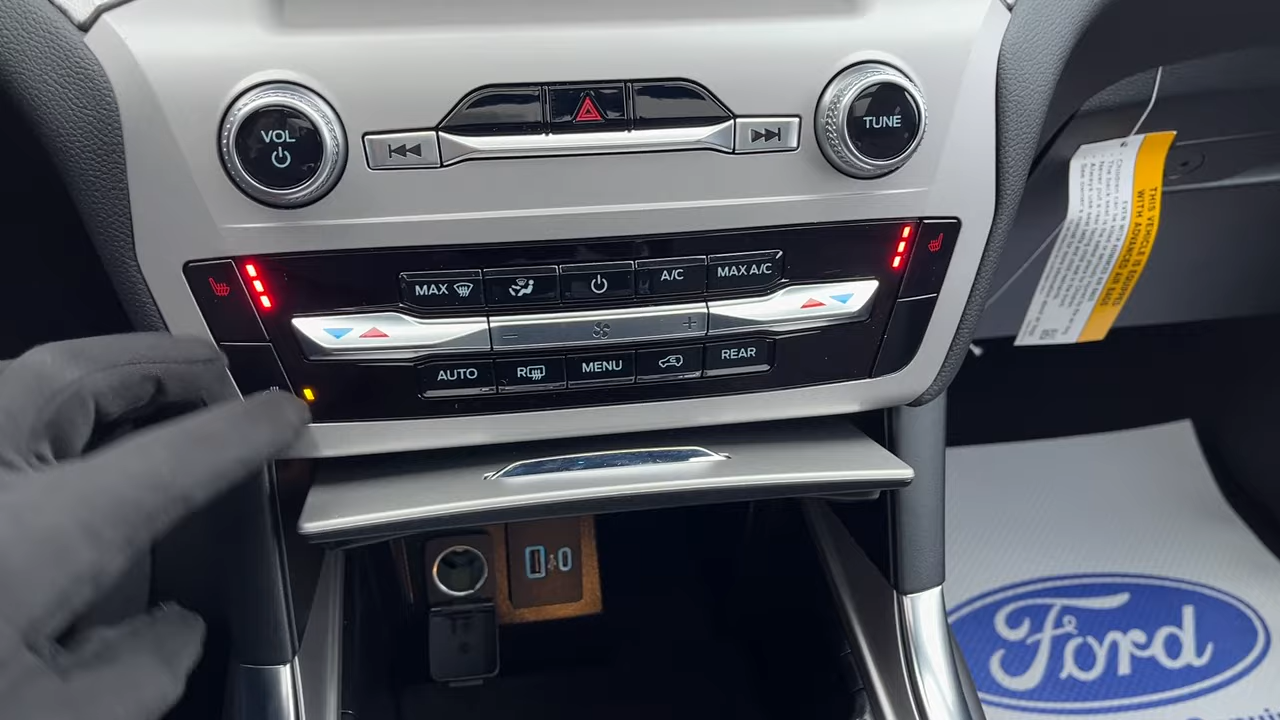 VOL
TUNE
MAX
A/C
MAX A/C
AUTO
R
MENU
REAR
THIS VEHICLE IS EQUIPPED
WITH ADVANCED AIR BAGS
Ford